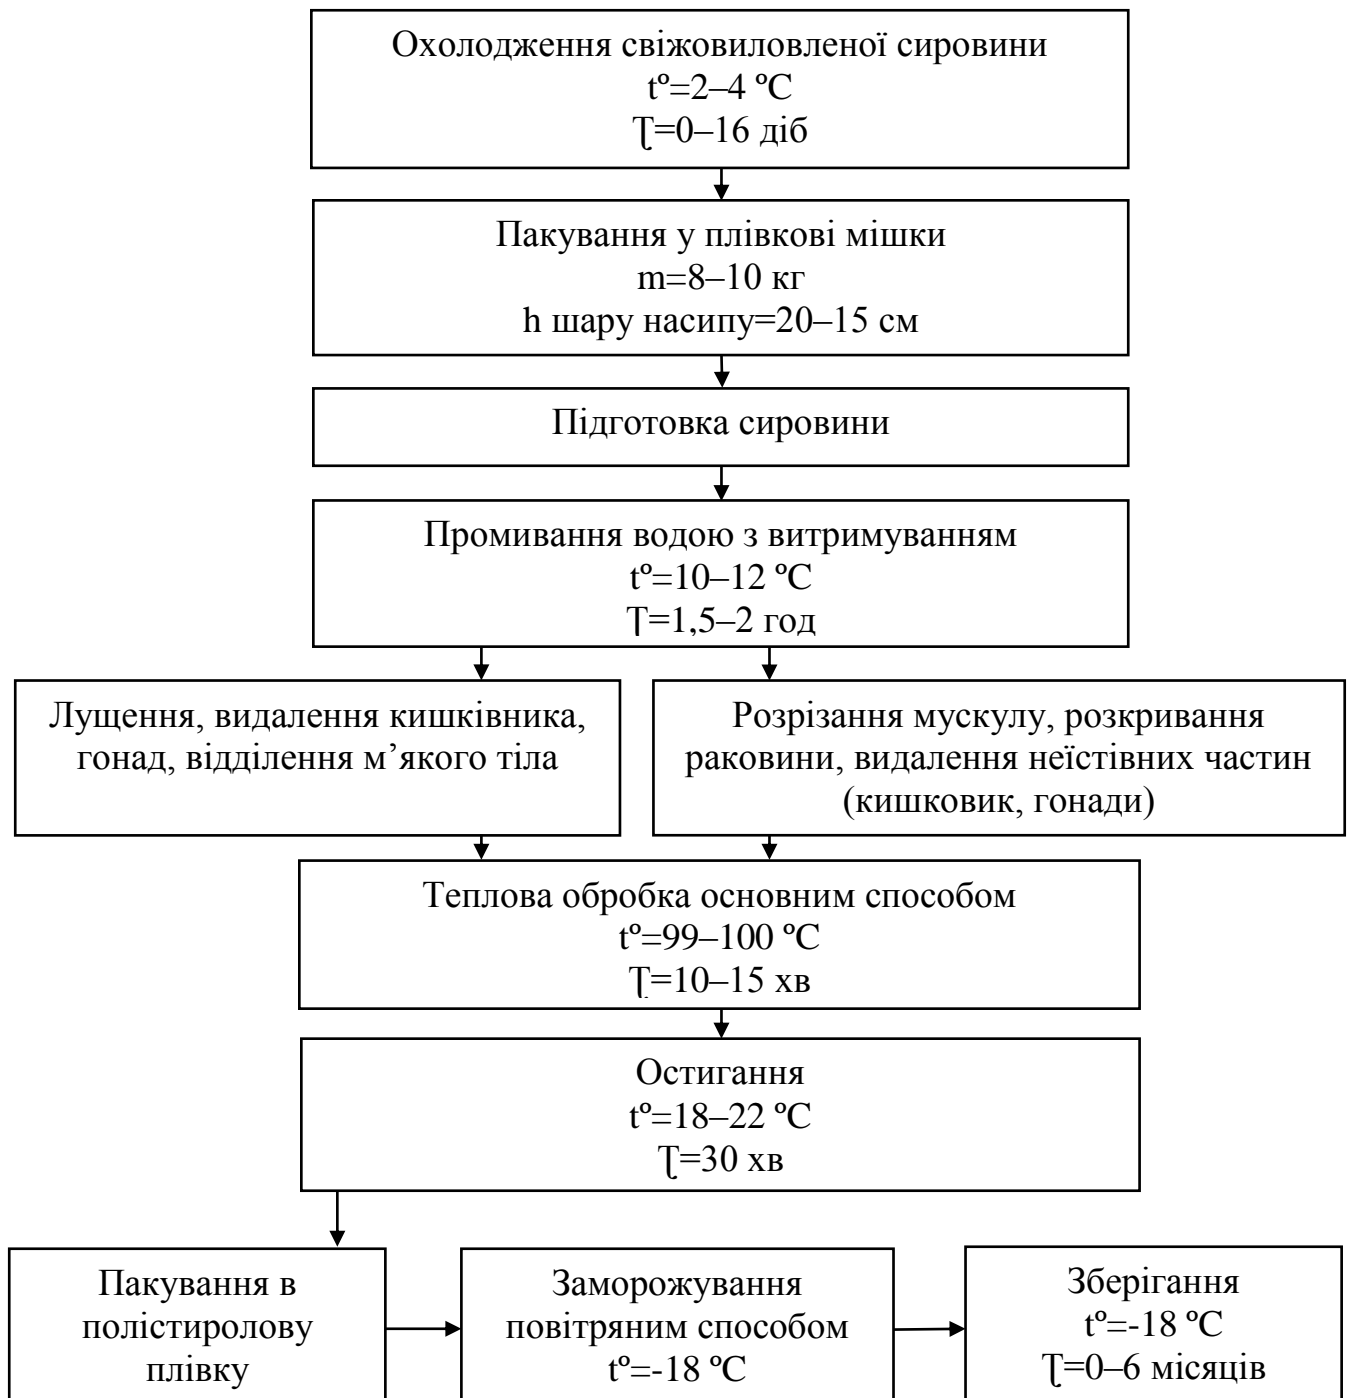 Охолодження свіжовиловленої сировини
tº=2–4 ºС
Ʈ=0–16 діб
Пакування у плівкові мішки
m=8–10 кг
h шару насипу=20–15 см
Підготовка сировини
Промивання водою з витримуванням
tº=10–12 ºС
Ʈ=1,5–2 год
Лущення, видалення кишківника,
гонад, відділення м’якого тіла
Розрізання мускулу, розкривання
раковини, видалення неїстівних частин
(кишковик, гонади)
Теплова обробка основним способом
tº=99–100 ºС
Ʈ=10–15 хв
Остигання
tº=18–22 ºС
Ʈ=30 хв
Пакування в
полістиролову
плівку
Заморожування
повітряним способом
tº=-18 ºС
Зберігання
tº=-18 ºС
Ʈ=0–6 місяців